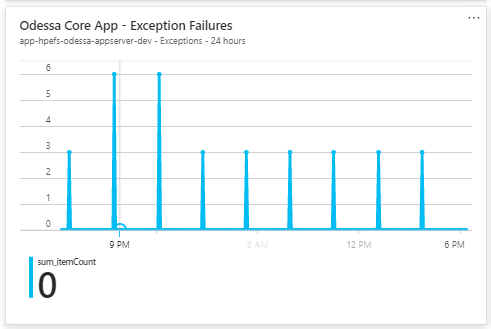 Odessa Core App - Exception Failures
...
app-hpefs-odessa-appserver-dev - Exceptions - 24 hours
6
5
4
3
2
1
0
9 PM
6 AM
12 PM
6 PM
sum_itemCount
0